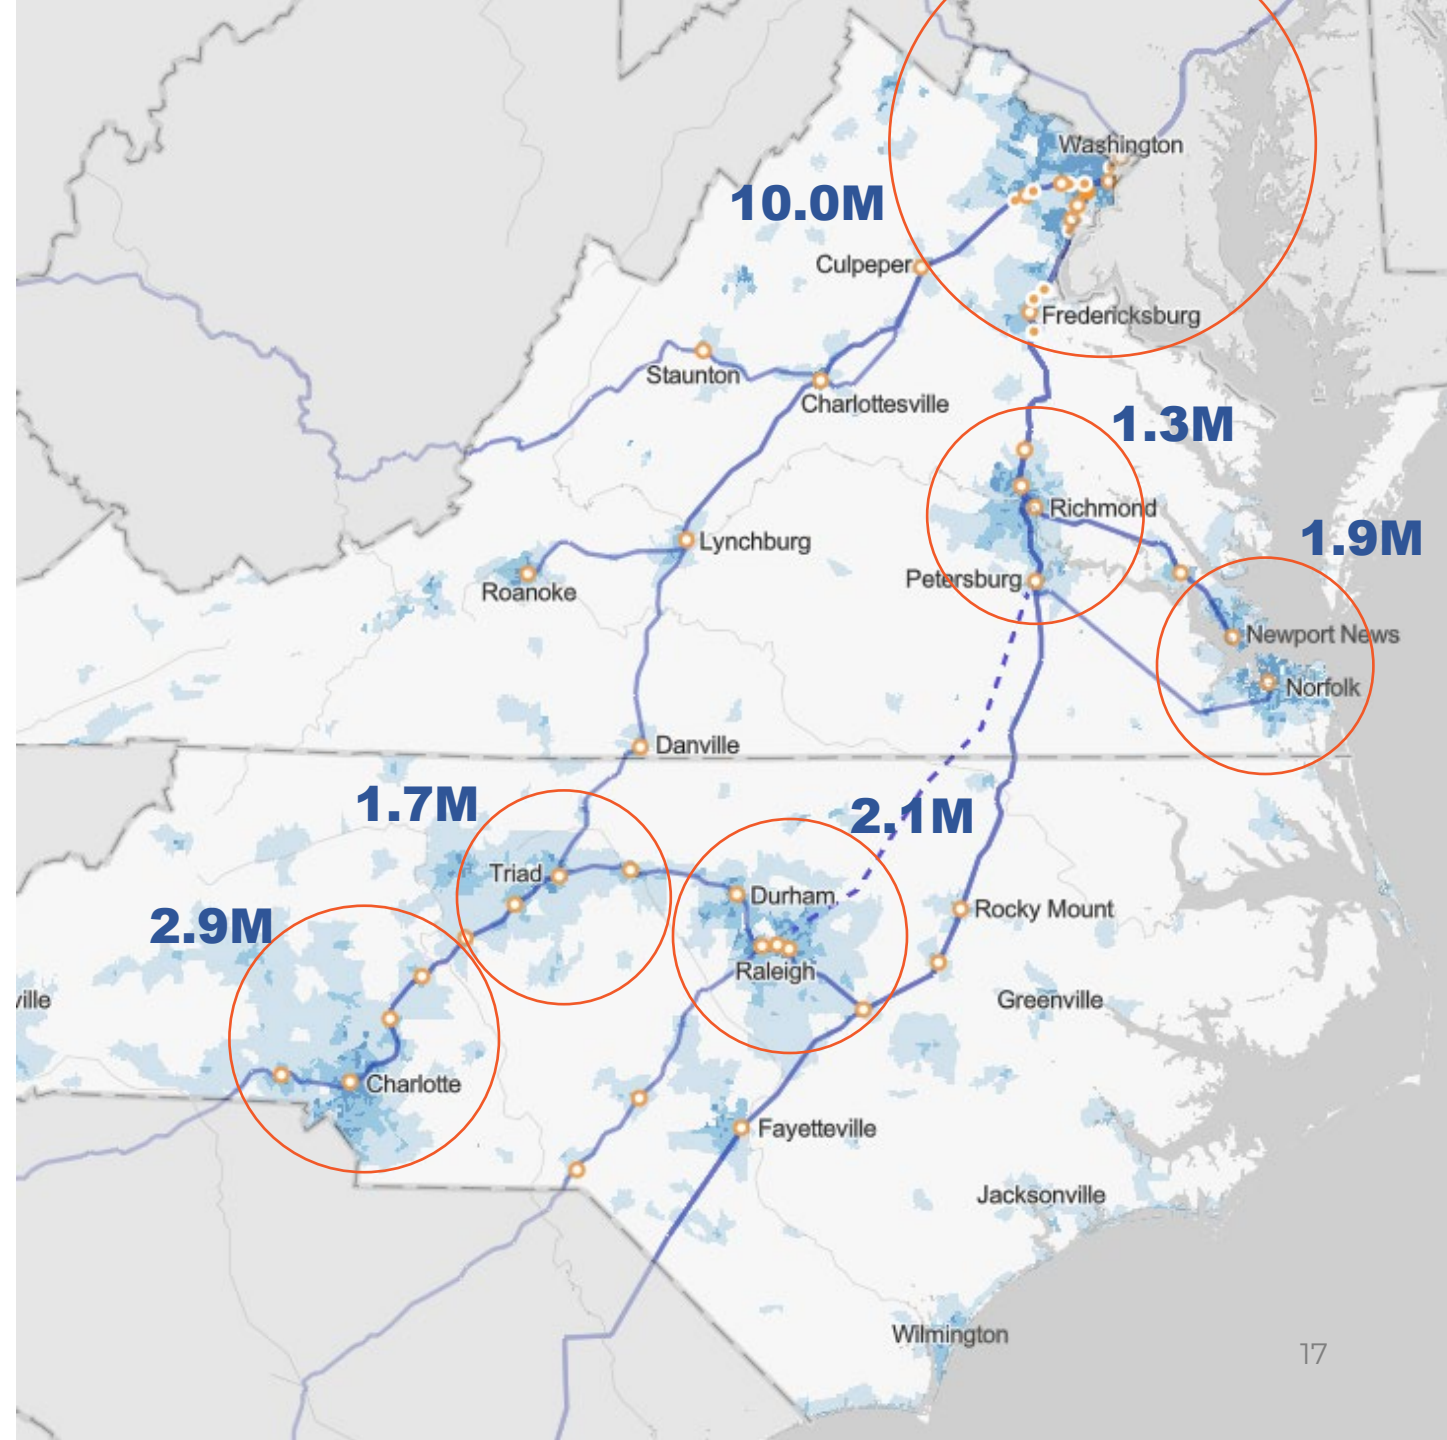 Washington
10.0M
Culpeper
Fredericksburg
Staunton
Charlottesville
1.3M
Richmond
1.9M
Lynchburg
Petersburg
Roanoke
Newport News
Norfolk
Danville
1.7M
2.1M
Triad
Durham
2.9M
Rocky Mount
Raleigh
ville
Greenville
Charlotte
Fayetteville
Jacksonville
Wilmington
17